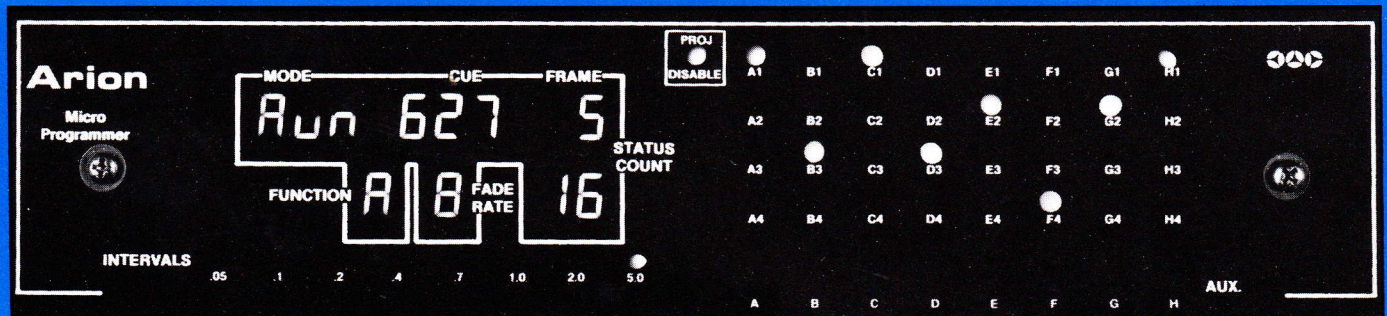 Arion
Micro
Programmer
MODE CUE FRAME
Aun 627 5
STATUS
COUNT
FUNCTION A 8 FADE
RATE 16
INTERVALS
.05 .1 .2 .4 .7 1.0 2.0 5.0
PROJ
DISABLE
A1 B1 C1 D1 E1 F1 G1 H1
A2 B2 C2 D2 E2 F2 G2 H2
A3 B3 C3 D3 E3 F3 G3 H3
A4 B4 C4 D4 E4 F4 G4 H4
AUX.
A B C D E F G H